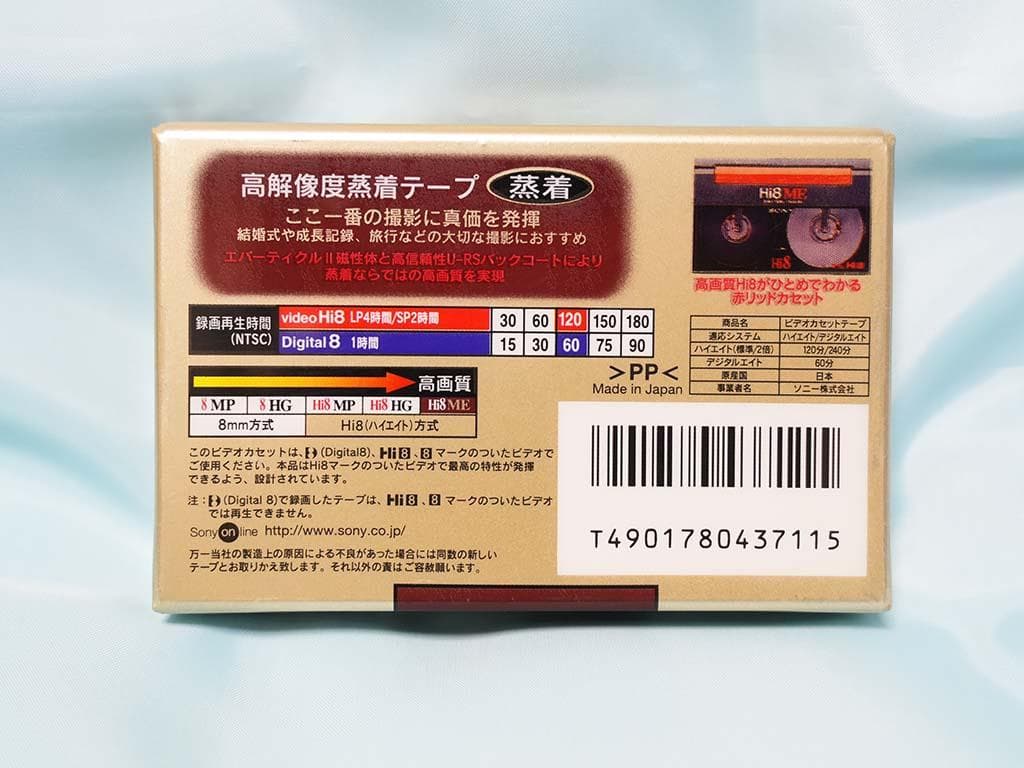 高解像度蒸着テープ 蒸着
ここ一番の撮影に真価を発揮
結婚式や成長記録、旅行などの大切な撮影におすすめ
エバーティクルⅡ磁性体と高信頼性U-RSバックコートにより
蒸着ならではの高画質を実現
Hi8 ME
Hi8
高画質Hi8がひとめでわかる
赤リッドカセット
録画再生時間
(NTSC)
video Hi8 LP4時間/SP2時間 30 60 120 150 180
Digital 8 1時間 15 30 60 75 90
>PP<
Made in Japan
商品名 ビデオカセットテープ
適応システム ハイエイト/デジタルエイト
ハイエイト(標準/2倍) 120分/240分
デジタルエイト 60分
原産国 日本
事業者名 ソニー株式会社
高画質
8 MP 8 HG Hi8 MP Hi8 HG Hi8 ME
8mm方式 Hi8(ハイエイト)方式
このビデオカセットは、(Digital8)、Hi8、8 マークのついたビデオで
ご使用ください。本品はHi8マークのついたビデオで最高の特性が発揮
できるよう、設計されています。
注:(Digital 8)で録画したテープは、Hi8、8 マークのついたビデオ
では再生できません。
Sony on line http://www.sony.co.jp/
万一当社の製造上の原因による不良があった場合には同数の新しい
テープとお取りかえ致します。それ以外の責はご容赦願います。
T4901780437115